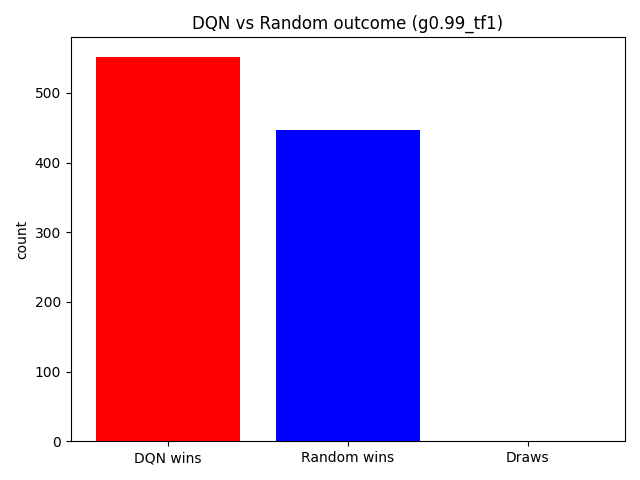 DQN vs Random outcome (g0.99_tf1)
500
400
300
200
100
0
count
DQN wins
Random wins
Draws